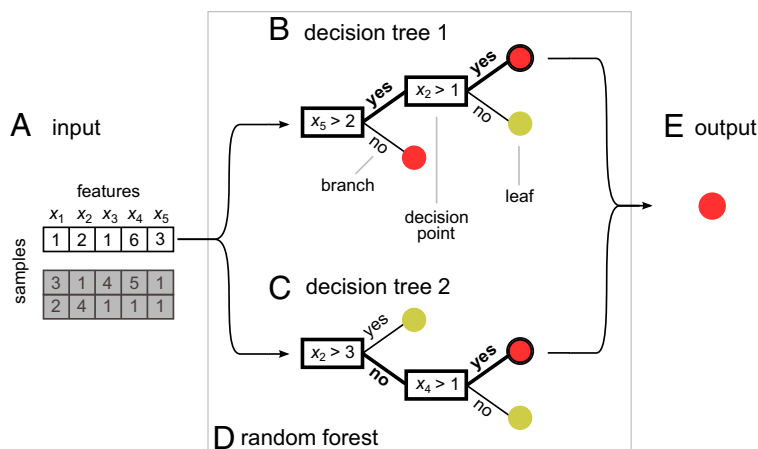 A input
features
x1 x2 x3 x4 x5
1 2 1 6 3
samples
3 1 4 5 1
2 4 1 1 1
B decision tree 1
x5 > 2
yes
no
x2 > 1
yes
no
branch
decision
point
leaf
C decision tree 2
x2 > 3
yes
no
x4 > 1
yes
no
D random forest
E output